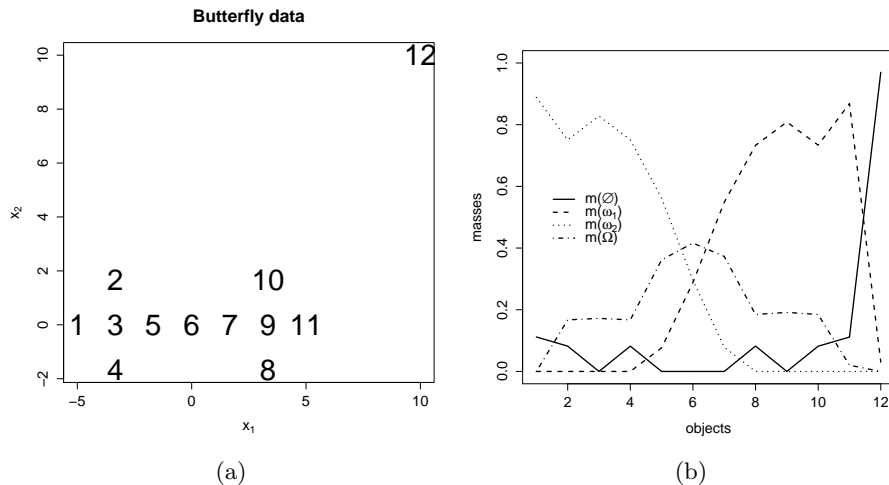 Butterfly data
x₂
−2 0 2 4 6 8 10
12
2 10
1 3 5 6 7 9 11
4 8
−5 0 5 10
x₁
(a)
masses
0.0 0.2 0.4 0.6 0.8 1.0
m(∅)
m(ω₁)
m(ω₂)
m(Ω)
2 4 6 8 10 12
objects
(b)